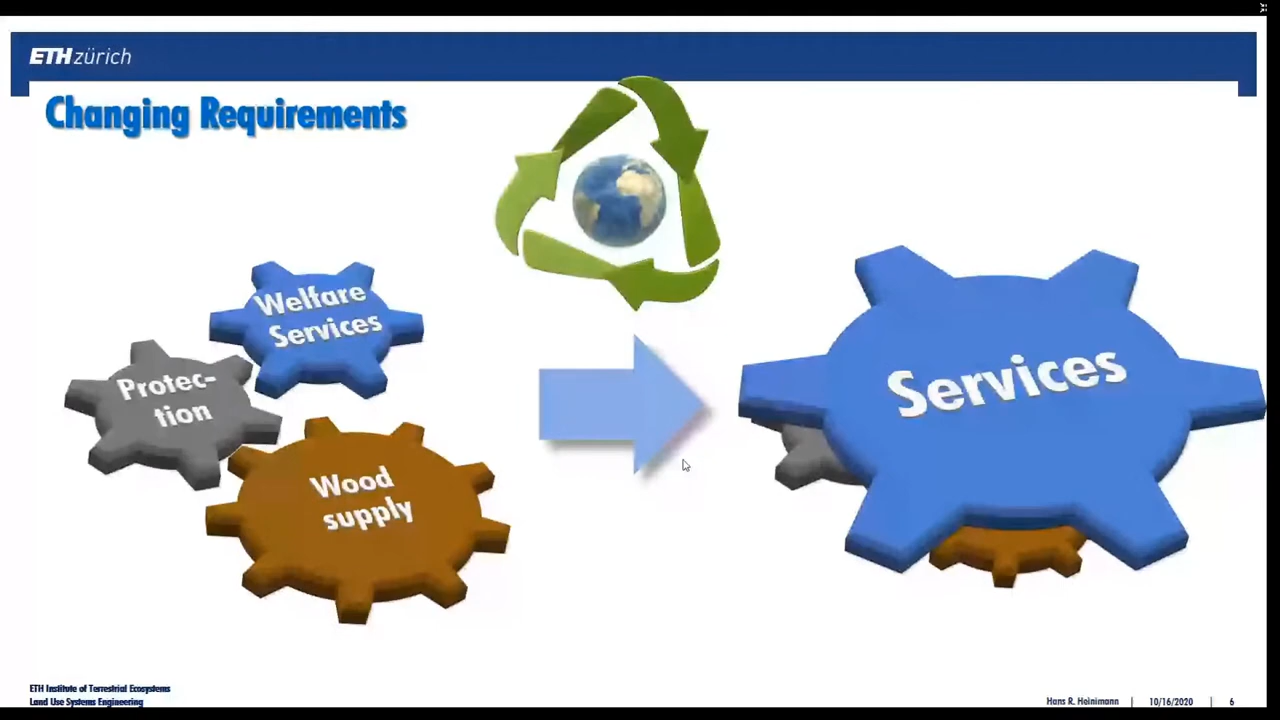 ETH zürich
Changing Requirements
Welfare
Services
Protec-
tion
Wood
supply
Services
ETH Institute of Terrestrial Ecosystems
Land Use Systems Engineering
Hans R. Heinimann | 10/16/2020 | 6